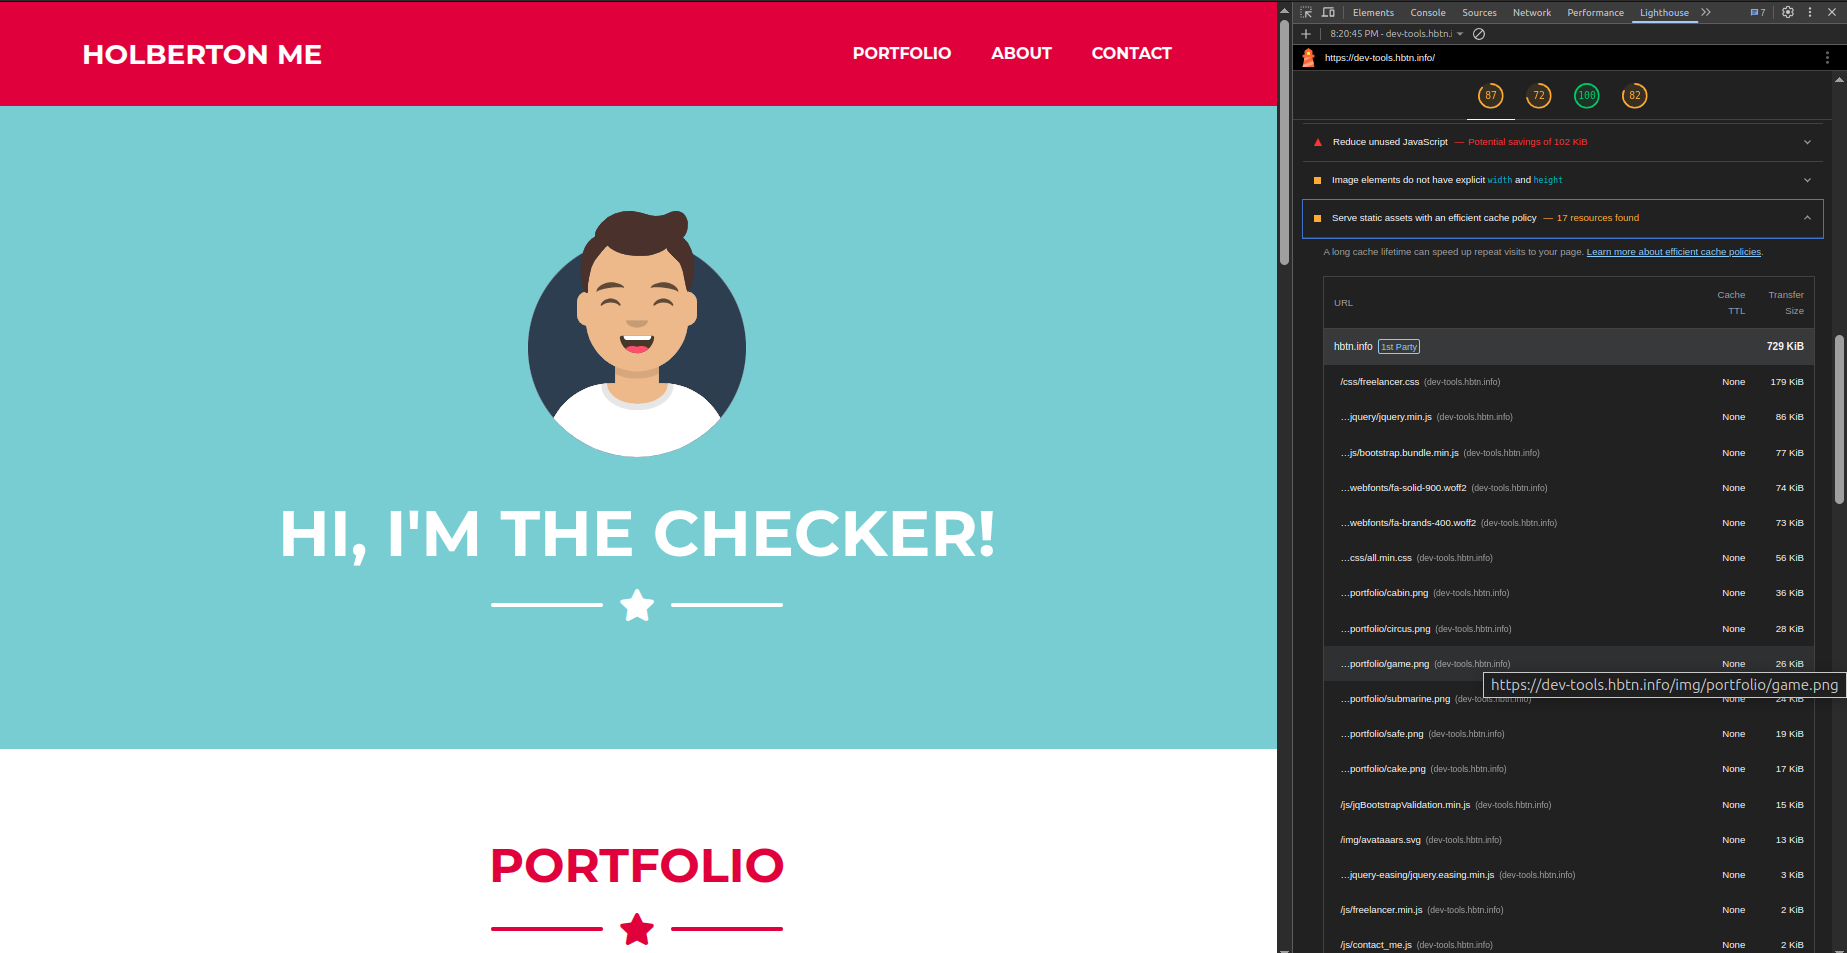 HOLBERTON ME
PORTFOLIO ABOUT CONTACT
HI, I'M THE CHECKER!
PORTFOLIO
Elements Console Sources Network Performance Lighthouse 7
8:20:45 PM - dev-tools.hbtn.i
https://dev-tools.hbtn.info/
87 72 100 82
Reduce unused JavaScript — Potential savings of 102 KiB
Image elements do not have explicit width and height
Serve static assets with an efficient cache policy — 17 resources found
A long cache lifetime can speed up repeat visits to your page. Learn more about efficient cache policies.
URL Cache TTL Transfer Size
hbtn.info 1st Party 729 KiB
/css/freelancer.css (dev-tools.hbtn.info) None 179 KiB
…jquery/jquery.min.js (dev-tools.hbtn.info) None 86 KiB
…js/bootstrap.bundle.min.js (dev-tools.hbtn.info) None 77 KiB
…webfonts/fa-solid-900.woff2 (dev-tools.hbtn.info) None 74 KiB
…webfonts/fa-brands-400.woff2 (dev-tools.hbtn.info) None 73 KiB
…css/all.min.css (dev-tools.hbtn.info) None 56 KiB
…portfolio/cabin.png (dev-tools.hbtn.info) None 36 KiB
…portfolio/circus.png (dev-tools.hbtn.info) None 28 KiB
…portfolio/game.png (dev-tools.hbtn.info) None 26 KiB
https://dev-tools.hbtn.info/img/portfolio/game.png
…portfolio/submarine.png (dev-tools.hbtn.info) None 24 KiB
…portfolio/safe.png (dev-tools.hbtn.info) None 19 KiB
…portfolio/cake.png (dev-tools.hbtn.info) None 17 KiB
/js/jqBootstrapValidation.min.js (dev-tools.hbtn.info) None 15 KiB
/img/avataaars.svg (dev-tools.hbtn.info) None 13 KiB
…jquery-easing/jquery.easing.min.js (dev-tools.hbtn.info) None 3 KiB
/js/freelancer.min.js (dev-tools.hbtn.info) None 2 KiB
/js/contact_me.js (dev-tools.hbtn.info) None 2 KiB